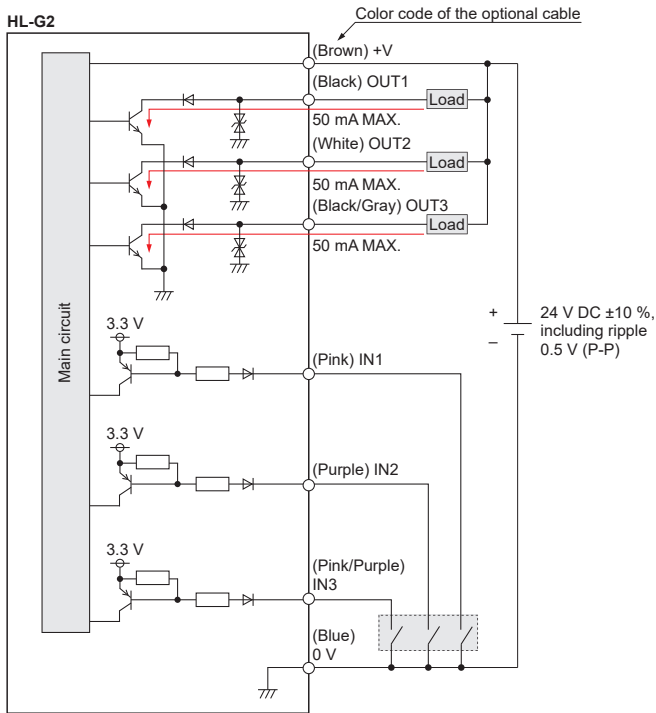 Color code of the optional cable
HL-G2
(Brown) +V
(Black) OUT1
Load
50 mA MAX.
(White) OUT2
Load
50 mA MAX.
(Black/Gray) OUT3
Load
50 mA MAX.
Main circuit
3.3 V
(Pink) IN1
+
–
24 V DC ±10 %,
including ripple
0.5 V (P-P)
3.3 V
(Purple) IN2
3.3 V
(Pink/Purple)
IN3
(Blue)
0 V